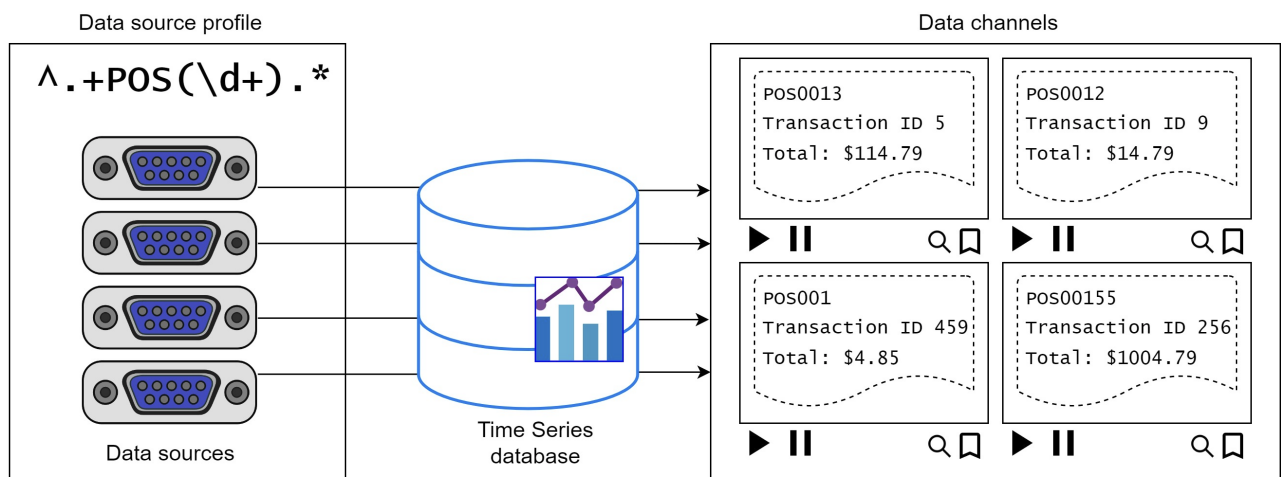 Data source profile
^.+POS(\d+).*
Data sources
Time Series
database
Data channels
POS0013
Transaction ID 5
Total: $114.79
POS0012
Transaction ID 9
Total: $14.79
POS001
Transaction ID 459
Total: $4.85
POS00155
Transaction ID 256
Total: $1004.79